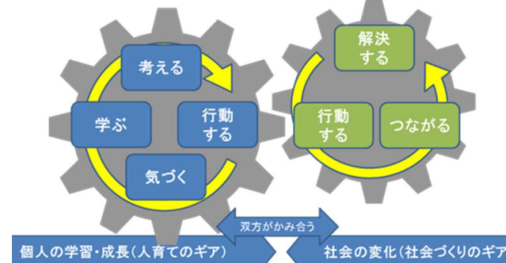 考える
学ぶ
行動
する
気づく
解決
する
行動
する
つながる
双方がかみ合う
個人の学習・成長(人育てのギア)
社会の変化(社会づくりのギア